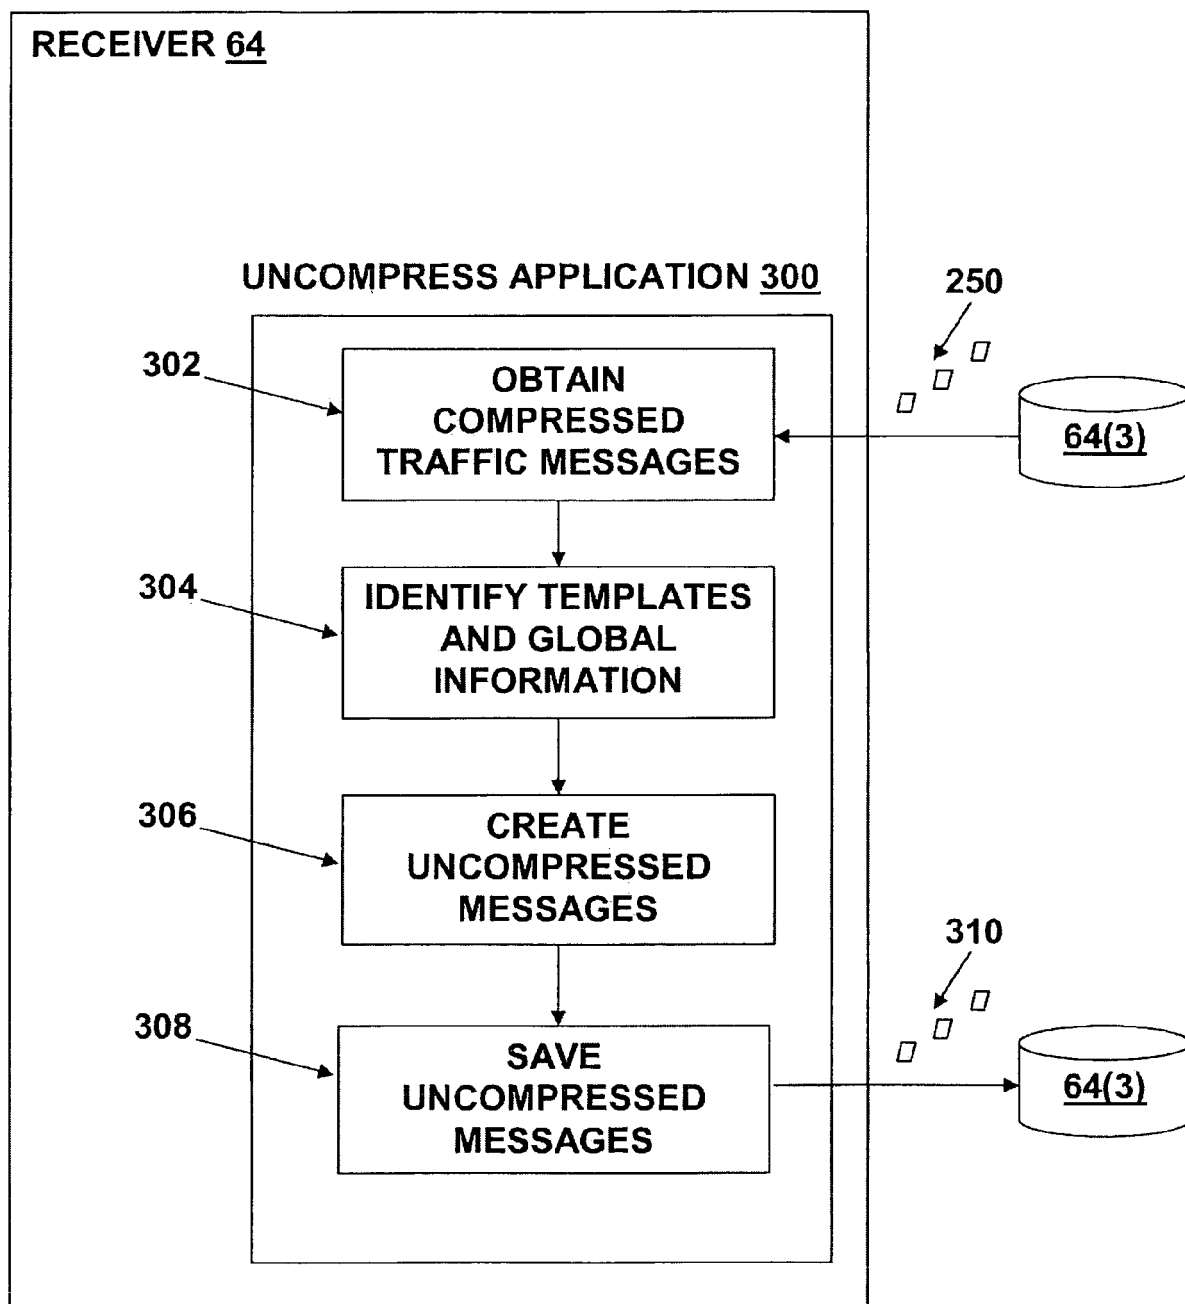 RECEIVER 64
UNCOMPRESS APPLICATION 300
250
302
OBTAIN
COMPRESSED
TRAFFIC MESSAGES
64(3)
304
IDENTIFY TEMPLATES
AND GLOBAL
INFORMATION
306
CREATE
UNCOMPRESSED
MESSAGES
310
308
SAVE
UNCOMPRESSED
MESSAGES
64(3)